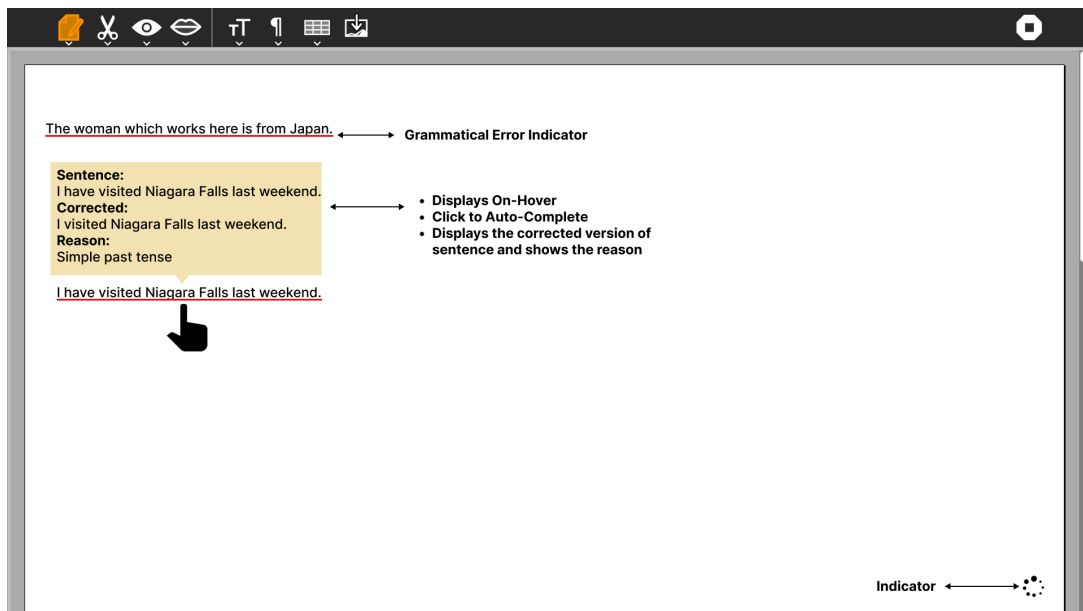 The woman which works here is from Japan.
Grammatical Error Indicator
Sentence:
I have visited Niagara Falls last weekend.
Corrected:
I visited Niagara Falls last weekend.
Reason:
Simple past tense
• Displays On-Hover
• Click to Auto-Complete
• Displays the corrected version of
sentence and shows the reason
I have visited Niagara Falls last weekend.
Indicator